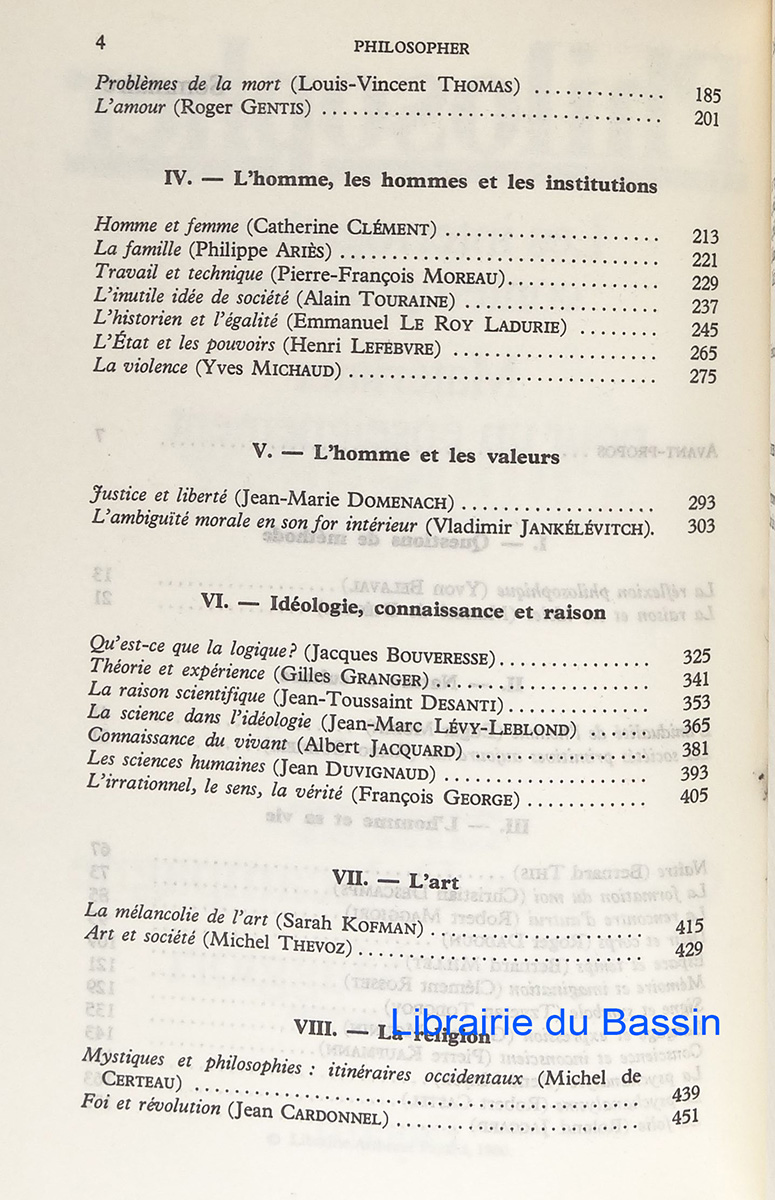 4
PHILOSOPHER
Problèmes de la mort (Louis-Vincent THOMAS) ............. 185
L'amour (Roger GENTIS) .................................. 201
IV. — L'homme, les hommes et les institutions
Homme et femme (Catherine CLÉMENT) ...................... 213
La famille (Philippe ARIÈS) ................................ 221
Travail et technique (Pierre-François MOREAU)............... 229
L'inutile idée de société (Alain TOURAINE) .................... 237
L'historien et l'égalité (Emmanuel LE ROY LADURIE) ........ 245
L'État et les pouvoirs (Henri LEFEBVRE) ..................... 265
La violence (Yves MICHAUD) ............................... 275
V. — L'homme et les valeurs
Justice et liberté (Jean-Marie DOMENACH) .................... 293
L'ambiguïté morale en son for intérieur (Vladimir JANKÉLÉVITCH). 303
VI. — Idéologie, connaissance et raison
Qu'est-ce que la logique? (Jacques BOUVERESSE)............... 325
Théorie et expérience (Gilles GRANGER)...................... 341
La raison scientifique (Jean-Toussaint DESANTI).............. 353
La science dans l'idéologie (Jean-Marc LÉVY-LEBLOND) ...... 365
Connaissance du vivant (Albert JACQUARD) .................. 381
Les sciences humaines (Jean DUVIGNAUD) .................... 393
L'irrationnel, le sens, la vérité (François GEORGE) ............ 405
VII. — L'art
La mélancolie de l'art (Sarah KOFMAN) ...................... 415
Art et société (Michel THEVOZ) ............................. 429
VIII. — La religion
Librairie du Bassin
Mystiques et philosophies : itinéraires occidentaux (Michel de
CERTEAU) ............................................ 439
Foi et révolution (Jean CARDONNEL) ......................... 451